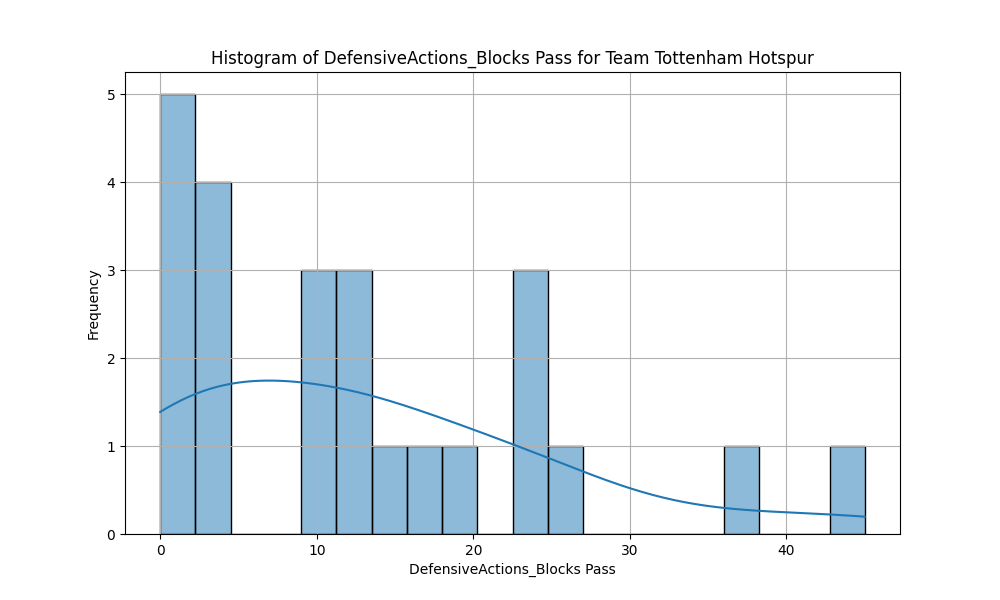 Histogram of DefensiveActions_Blocks Pass for Team Tottenham Hotspur
Frequency
5
4
3
2
1
0
0 10 20 30 40
DefensiveActions_Blocks Pass